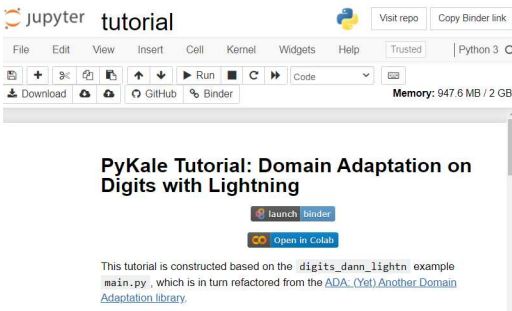 jupyter tutorial Visit repo Copy Binder link
File Edit View Insert Cell Kernel Widgets Help Trusted Python 3
Run Code
Download GitHub Binder Memory: 947.6 MB / 2 GB
PyKale Tutorial: Domain Adaptation on
Digits with Lightning
launch binder
Open in Colab
This tutorial is constructed based on the digits_dann_lightn example
main.py, which is in turn refactored from the ADA: (Yet) Another Domain
Adaptation library.